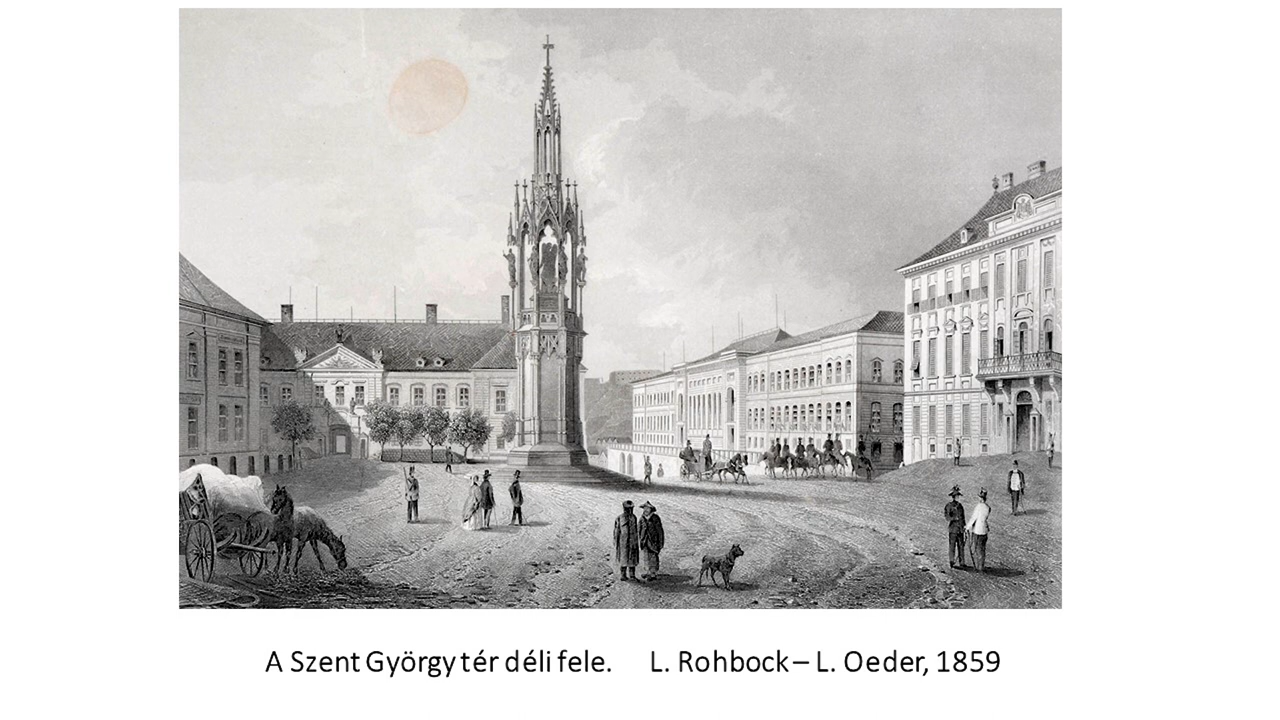 A Szent György tér déli fele. L. Rohbock – L. Oeder, 1859